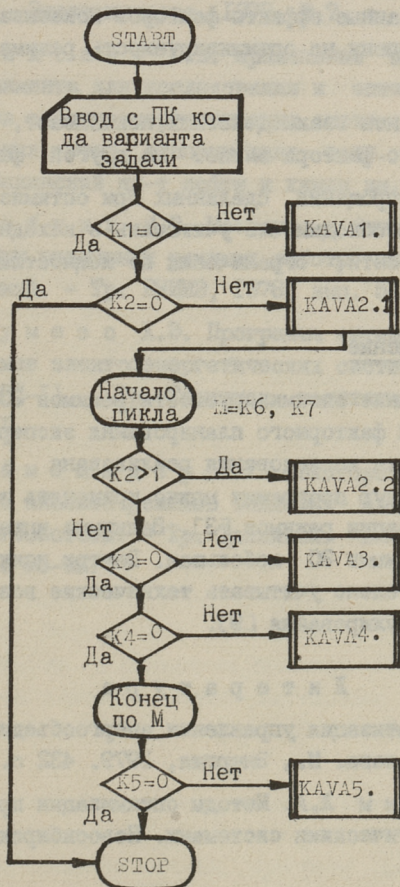 START
Ввод с ПК ко-
да варианта
задачи
K1=0
Нет
KAVA1.
Да
Да
K2=0
Нет
KAVA2.1
Начало
цикла
M=K6, K7
K2>1
Да
KAVA2.2
Нет
K3=0
Нет
KAVA3.
Да
K4=0
Нет
KAVA4.
Да
Конец
по M
K5=0
Нет
KAVA5.
Да
STOP